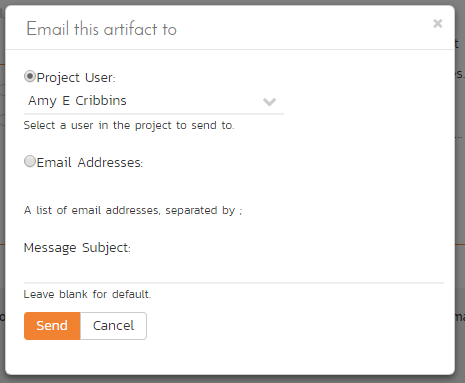 Email this artifact to
×
Project User:
Amy E Cribbins
Select a user in the project to send to.
Email Addresses:
A list of email addresses, separated by ;
Message Subject:
Leave blank for default.
Send Cancel